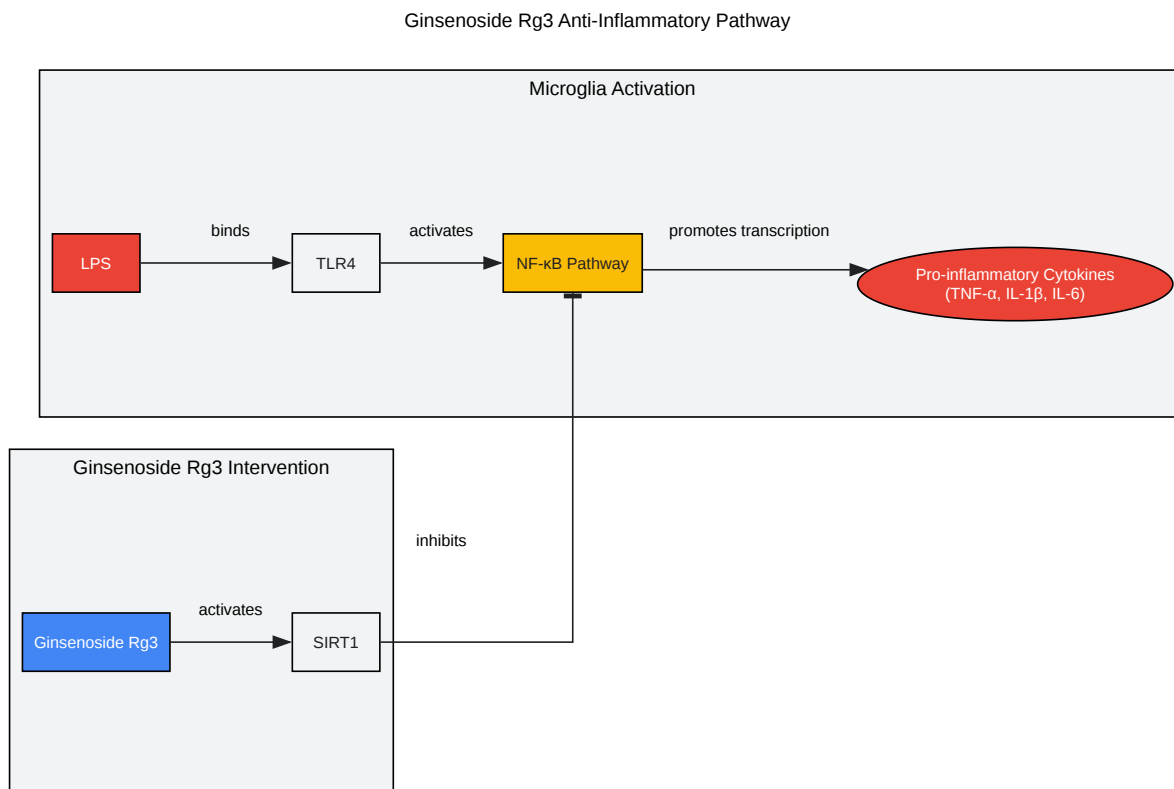 Ginsenoside Rg3 Anti-Inflammatory Pathway
Microglia Activation
binds
activates
promotes transcription
LPS
TLR4
NF-κB Pathway
Pro-inflammatory Cytokines
(TNF-α, IL-1β, IL-6)
Ginsenoside Rg3 Intervention
inhibits
activates
Ginsenoside Rg3
SIRT1